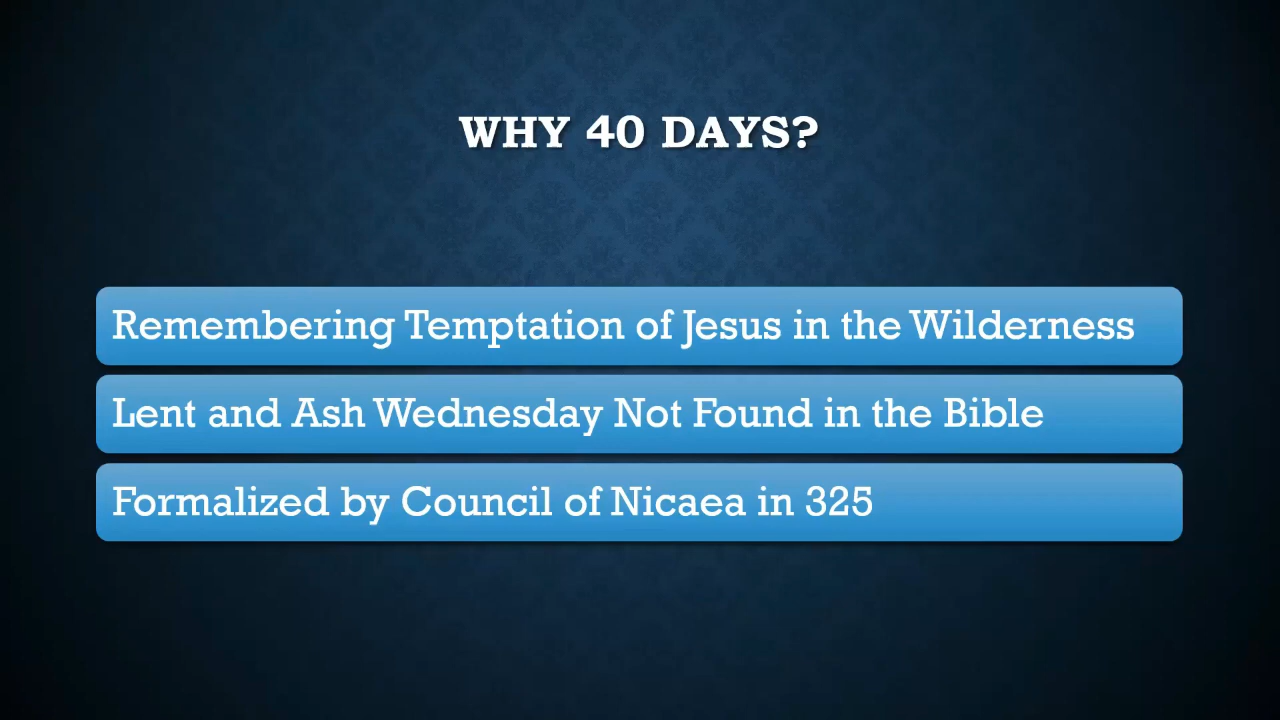 WHY 40 DAYS?
Remembering Temptation of Jesus in the Wilderness
Lent and Ash Wednesday Not Found in the Bible
Formalized by Council of Nicaea in 325